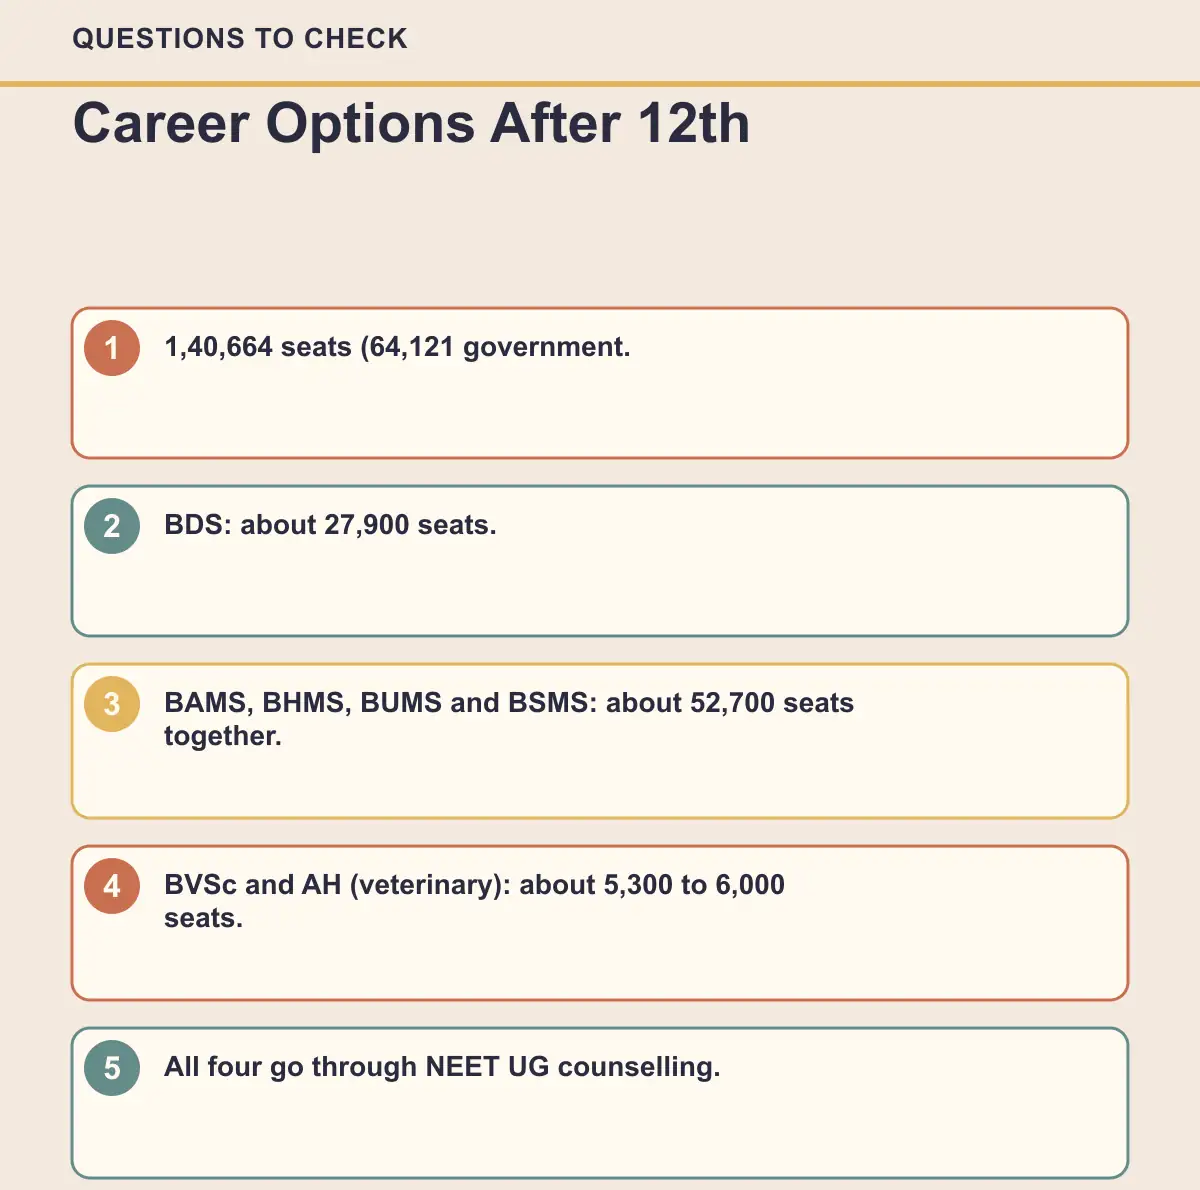 QUESTIONS TO CHECK
Career Options After 12th
1
1,40,664 seats (64,121 government.
2
BDS: about 27,900 seats.
3
BAMS, BHMS, BUMS and BSMS: about 52,700 seats
together.
4
BVSc and AH (veterinary): about 5,300 to 6,000
seats.
5
All four go through NEET UG counselling.